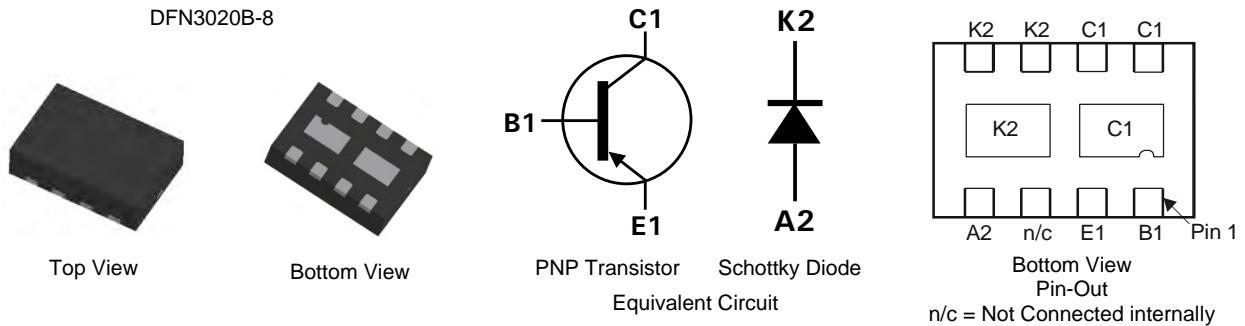 DFN3020B-8
Top View
Bottom View
C1
B1
E1
PNP Transistor
K2
A2
Schottky Diode
Equivalent Circuit
K2 K2 C1 C1
K2 C1
A2 n/c E1 B1 Pin 1
Bottom View
Pin-Out
n/c = Not Connected internally